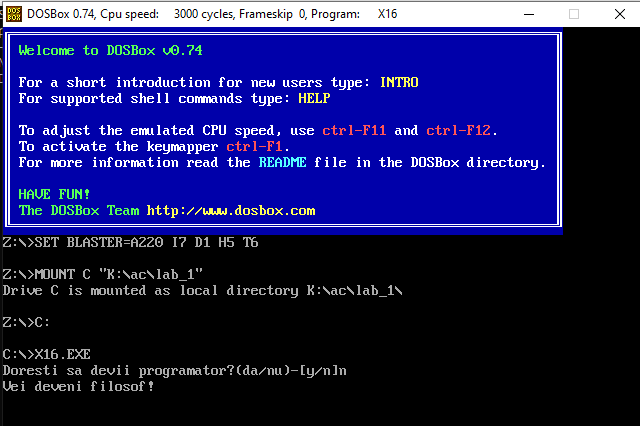 DOS
BOX
DOSBox 0.74, Cpu speed: 3000 cycles, Frameskip 0, Program: X16
Welcome to DOSBox v0.74
For a short introduction for new users type: INTRO
For supported shell commands type: HELP
To adjust the emulated CPU speed, use ctrl-F11 and ctrl-F12.
To activate the keymapper ctrl-F1.
For more information read the README file in the DOSBox directory.
HAVE FUN!
The DOSBox Team http://www.dosbox.com
Z:\>SET BLASTER=A220 I7 D1 H5 T6
Z:\>MOUNT C "K:\ac\lab_1"
Drive C is mounted as local directory K:\ac\lab_1\
Z:\>C:
C:\>X16.EXE
Doresti sa devii programator?(da/nu)-[y/n]n
Vei deveni filosof!